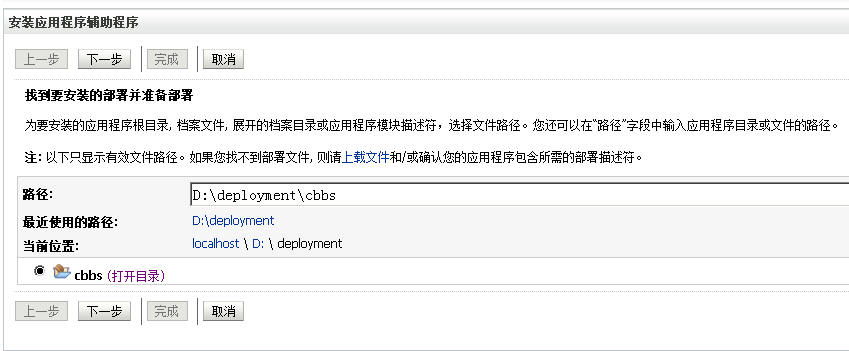 安装应用程序辅助程序
上一步 下一步 完成 取消
找到要安装的部署并准备部署
为要安装的应用程序根目录, 档案文件, 展开的档案目录或应用程序模块描述符，选择文件路径。您还可以在“路径”字段中输入应用程序目录或文件的路径。
注: 以下只显示有效文件路径。如果您找不到部署文件, 则请上载文件和/或确认您的应用程序包含所需的部署描述符。
路径: D:\deployment\cbbs
最近使用的路径: D:\deployment
当前位置: localhost \ D: \ deployment
cbbs (打开目录)
上一步 下一步 完成 取消